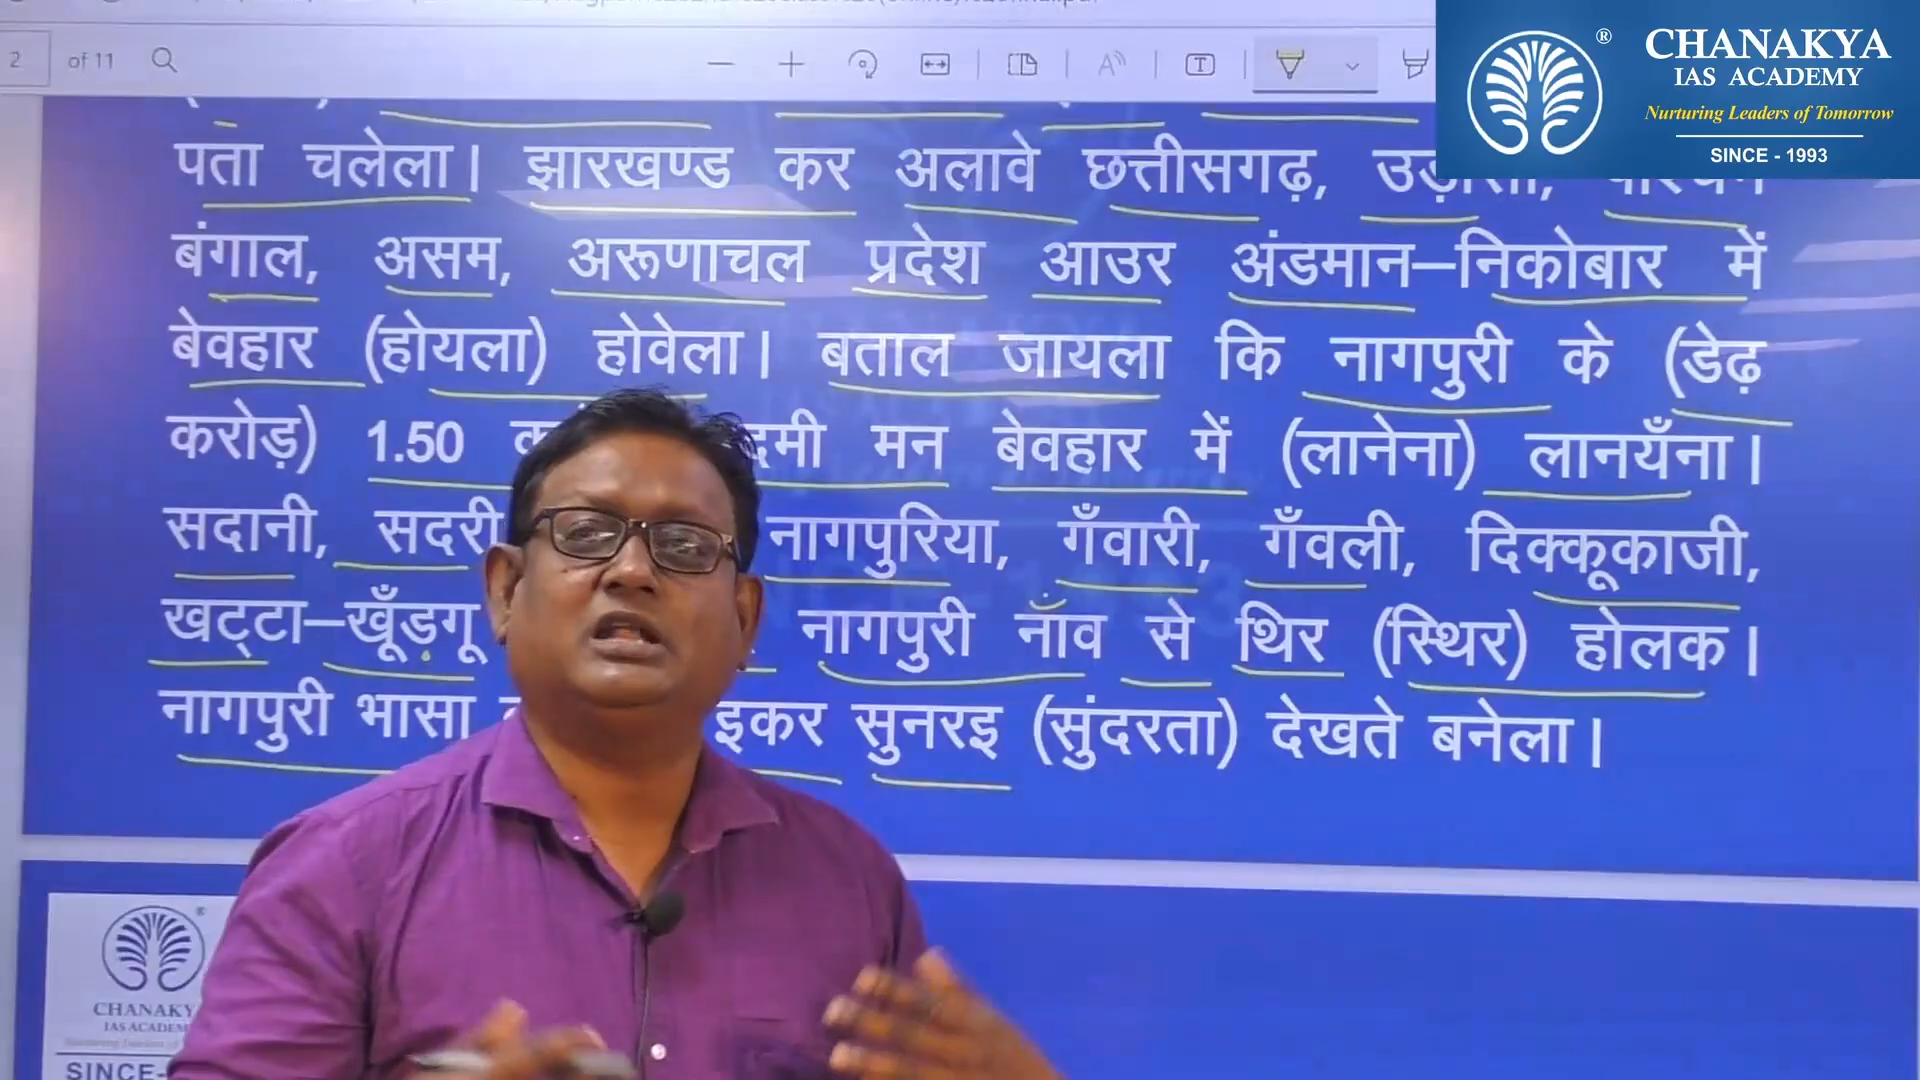 2 of 11
CHANAKYA
IAS ACADEMY
Nurturing Leaders of Tomorrow
SINCE - 1993
पता चलेला। झारखण्ड कर अलावे छत्तीसगढ़,
बंगाल, असम, अरूणाचल प्रदेश आउर अंडमान–निकोबार में
बेवहार (होयला) होवेला। बताल जायला कि नागपुरी के (डेढ़
करोड़) 1.50 मन बेवहार में (लानेना) लानयँना।
सदानी, सदरी नागपुरिया, गँवारी, गँवली, दिक्कूकाजी,
खट्टा–खूँड़गू नागपुरी नाँव से थिर (स्थिर) होलक।
नागपुरी भासा इकर सुनरइ (सुंदरता) देखते बनेला।
CHANAKY
IAS ACADEM
SINCE-